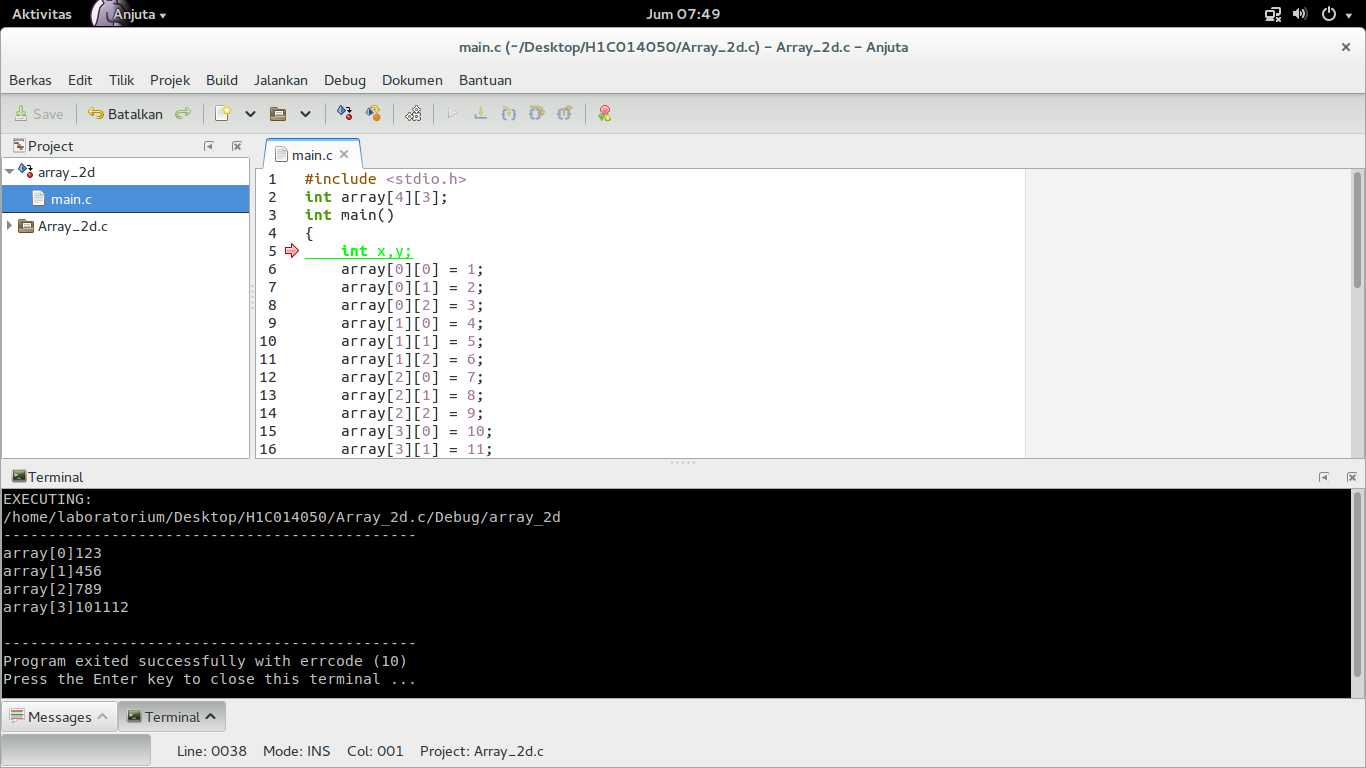 Aktivitas Anjuta Jum 07:49
main.c (~/Desktop/H1C014050/Array_2d.c) - Array_2d.c - Anjuta
Berkas Edit Tilik Projek Build Jalankan Debug Dokumen Bantuan
Save Batalkan
Project
array_2d
main.c
Array_2d.c
main.c
1 #include <stdio.h>
2 int array[4][3];
3 int main()
4 {
5 int x,y;
6 array[0][0] = 1;
7 array[0][1] = 2;
8 array[0][2] = 3;
9 array[1][0] = 4;
10 array[1][1] = 5;
11 array[1][2] = 6;
12 array[2][0] = 7;
13 array[2][1] = 8;
14 array[2][2] = 9;
15 array[3][0] = 10;
16 array[3][1] = 11;
Terminal
EXECUTING:
/home/laboratorium/Desktop/H1C014050/Array_2d.c/Debug/array_2d
----------------------------------------------
array[0]123
array[1]456
array[2]789
array[3]101112
----------------------------------------------
Program exited successfully with errcode (10)
Press the Enter key to close this terminal ...
Messages Terminal
Line: 0038 Mode: INS Col: 001 Project: Array_2d.c